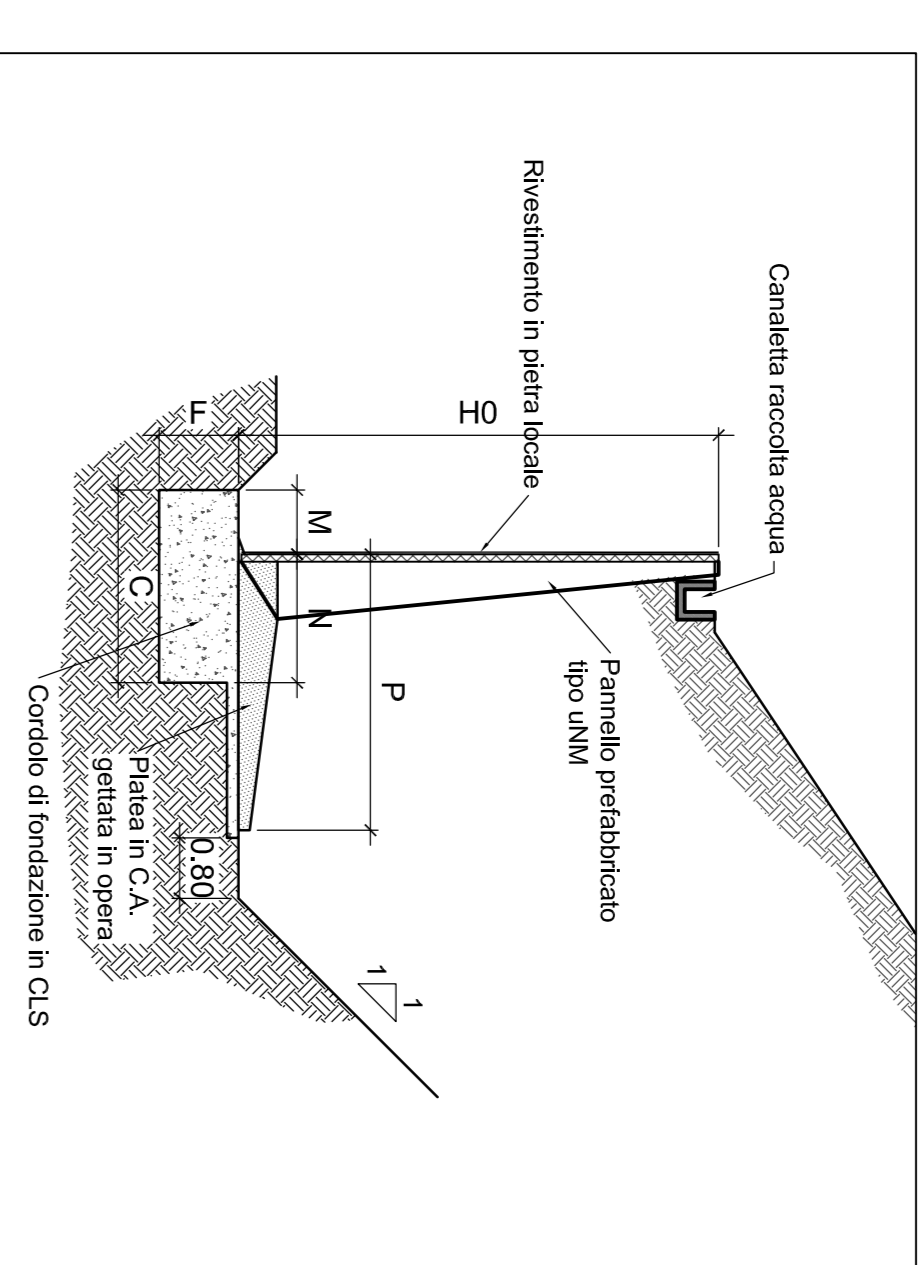 Canaletta raccolta acqua
Rivestimento in pietra locale
H0
Pannello prefabbricato
tipo uNM
F
M
N
P
C
0.80
1
1
Platea in C.A.
gettata in opera
Cordolo di fondazione in CLS